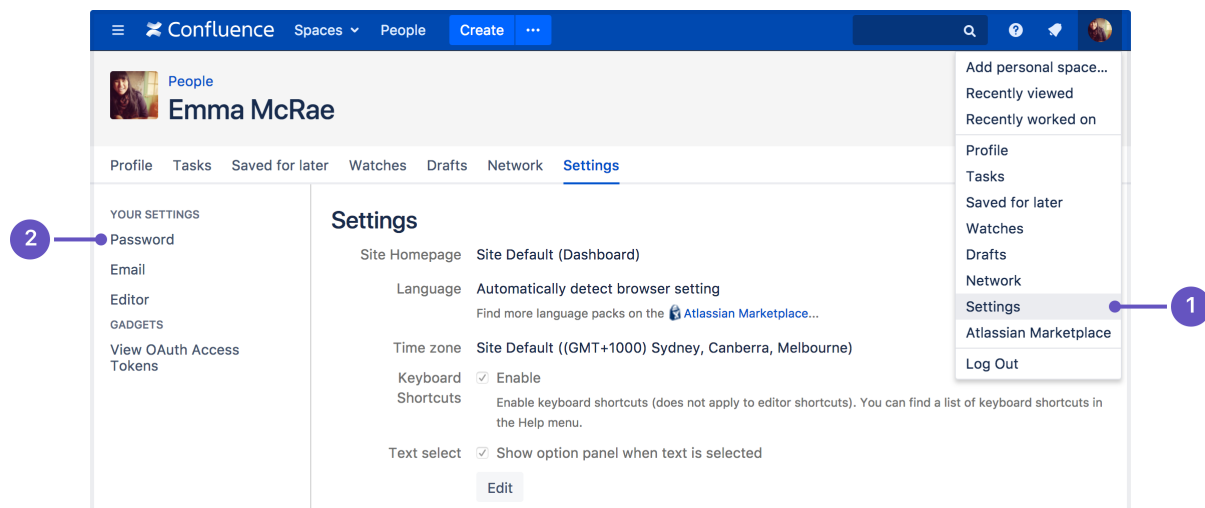 Confluence Spaces People Create ...
People
Emma McRae
Profile Tasks Saved for later Watches Drafts Network Settings
YOUR SETTINGS
Password
Email
Editor
GADGETS
View OAuth Access
Tokens
2
Settings
Site Homepage Site Default (Dashboard)
Language Automatically detect browser setting
Find more language packs on the Atlassian Marketplace...
Time zone Site Default ((GMT+1000) Sydney, Canberra, Melbourne)
Keyboard Shortcuts Enable
Enable keyboard shortcuts (does not apply to editor shortcuts). You can find a list of keyboard shortcuts in
the Help menu.
Text select Show option panel when text is selected
Edit
Add personal space...
Recently viewed
Recently worked on
Profile
Tasks
Saved for later
Watches
Drafts
Network
Settings
Atlassian Marketplace
Log Out
1